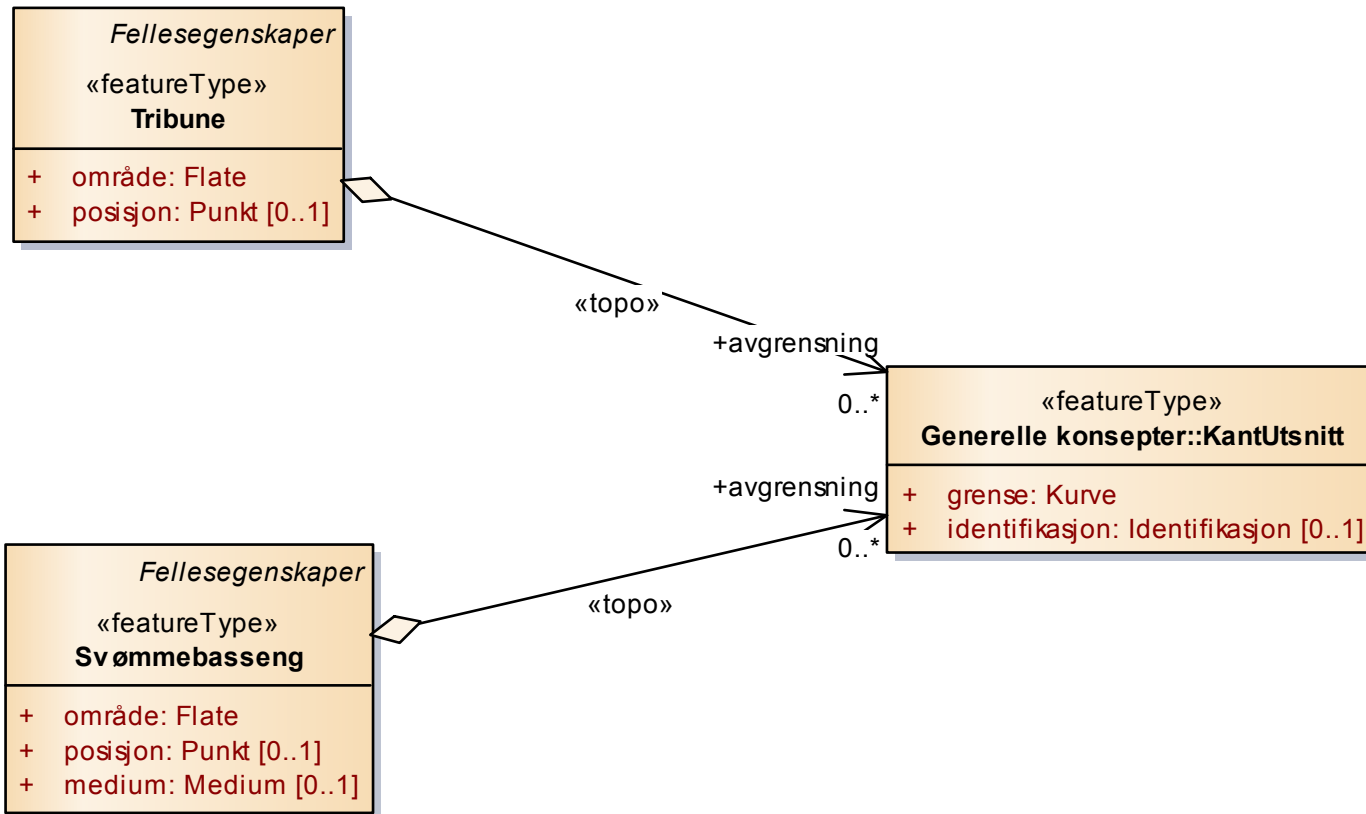 Fellesegenskaper
«featureType»
Tribune
+ område: Flate
+ posisjon: Punkt [0..1]
«topo»
+avgrensning
0..*
«featureType»
Generelle konsepter::KantUtsnitt
+ grense: Kurve
+ identifikasjon: Identifikasjon [0..1]
+avgrensning
0..*
«topo»
Fellesegenskaper
«featureType»
Svømmebasseng
+ område: Flate
+ posisjon: Punkt [0..1]
+ medium: Medium [0..1]